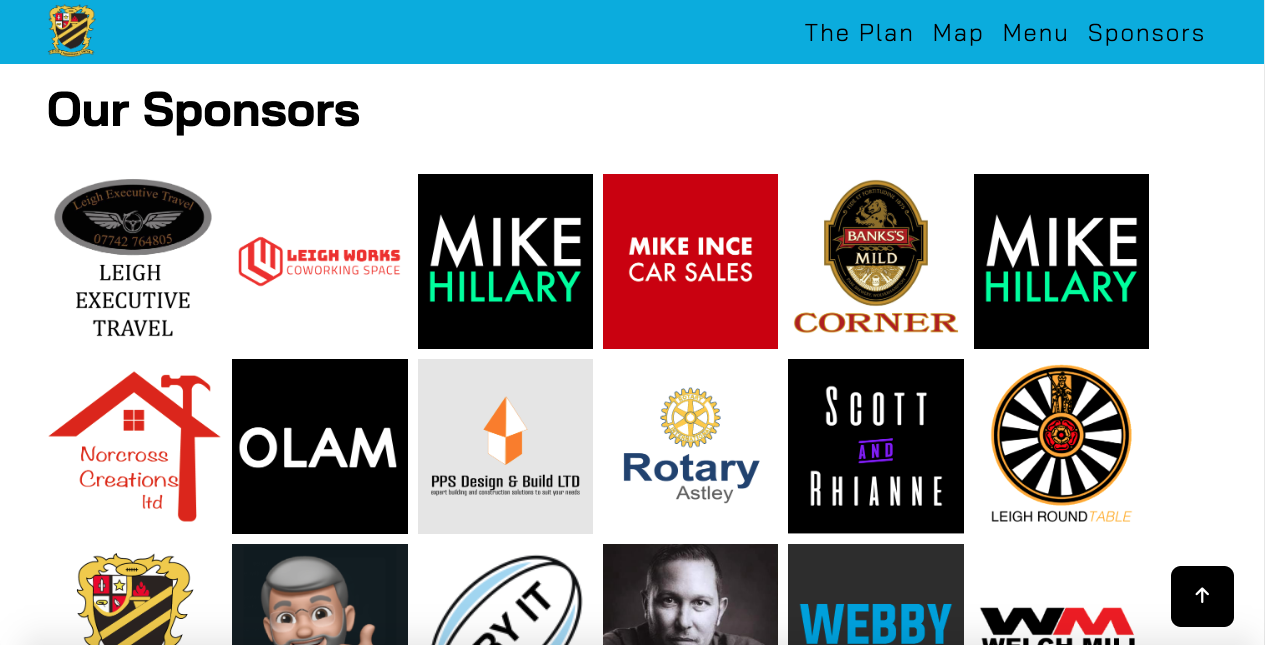 The Plan Map Menu Sponsors
Our Sponsors
Leigh Executive Travel
07742 764805
LEIGH
EXECUTIVE
TRAVEL
LEIGH WORKS
COWORKING SPACE
MIKE
HILLARY
MIKE INCE
CAR SALES
BANKS'S
MILD
CORNER
MIKE
HILLARY
Norcross
Creations
ltd
OLAM
PPS Design & Build LTD
expert building and construction solutions to suit your needs
Rotary
Astley
SCOTT
AND
RHIANNE
LEIGH ROUNDTABLE
RY IT
WEBBY
WM
WELCH MILL